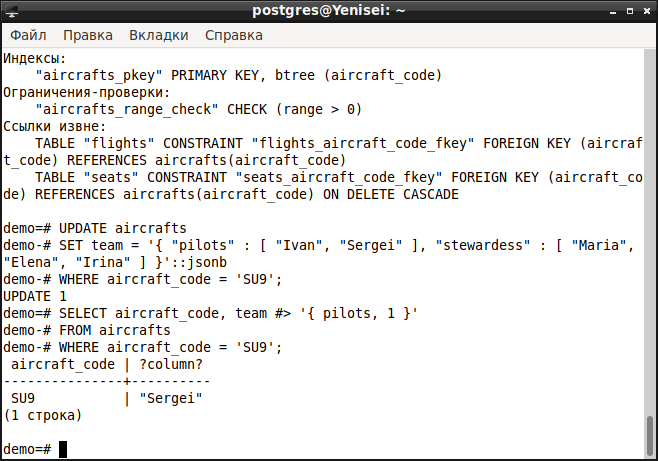 postgres@Yenisei: ~
Файл Правка Вкладки Справка
Индексы:
    "aircrafts_pkey" PRIMARY KEY, btree (aircraft_code)
Ограничения-проверки:
    "aircrafts_range_check" CHECK (range > 0)
Ссылки извне:
    TABLE "flights" CONSTRAINT "flights_aircraft_code_fkey" FOREIGN KEY (aircraf
t_code) REFERENCES aircrafts(aircraft_code)
    TABLE "seats" CONSTRAINT "seats_aircraft_code_fkey" FOREIGN KEY (aircraft_co
de) REFERENCES aircrafts(aircraft_code) ON DELETE CASCADE
demo=# UPDATE aircrafts
demo-# SET team = '{ "pilots" : [ "Ivan", "Sergei" ], "stewardess" : [ "Maria",
"Elena", "Irina" ] }'::jsonb
demo-# WHERE aircraft_code = 'SU9';
UPDATE 1
demo=# SELECT aircraft_code, team #> '{ pilots, 1 }'
demo-# FROM aircrafts
demo-# WHERE aircraft_code = 'SU9';
 aircraft_code | ?column?
---------------+----------
 SU9           | "Sergei"
(1 строка)
demo=#